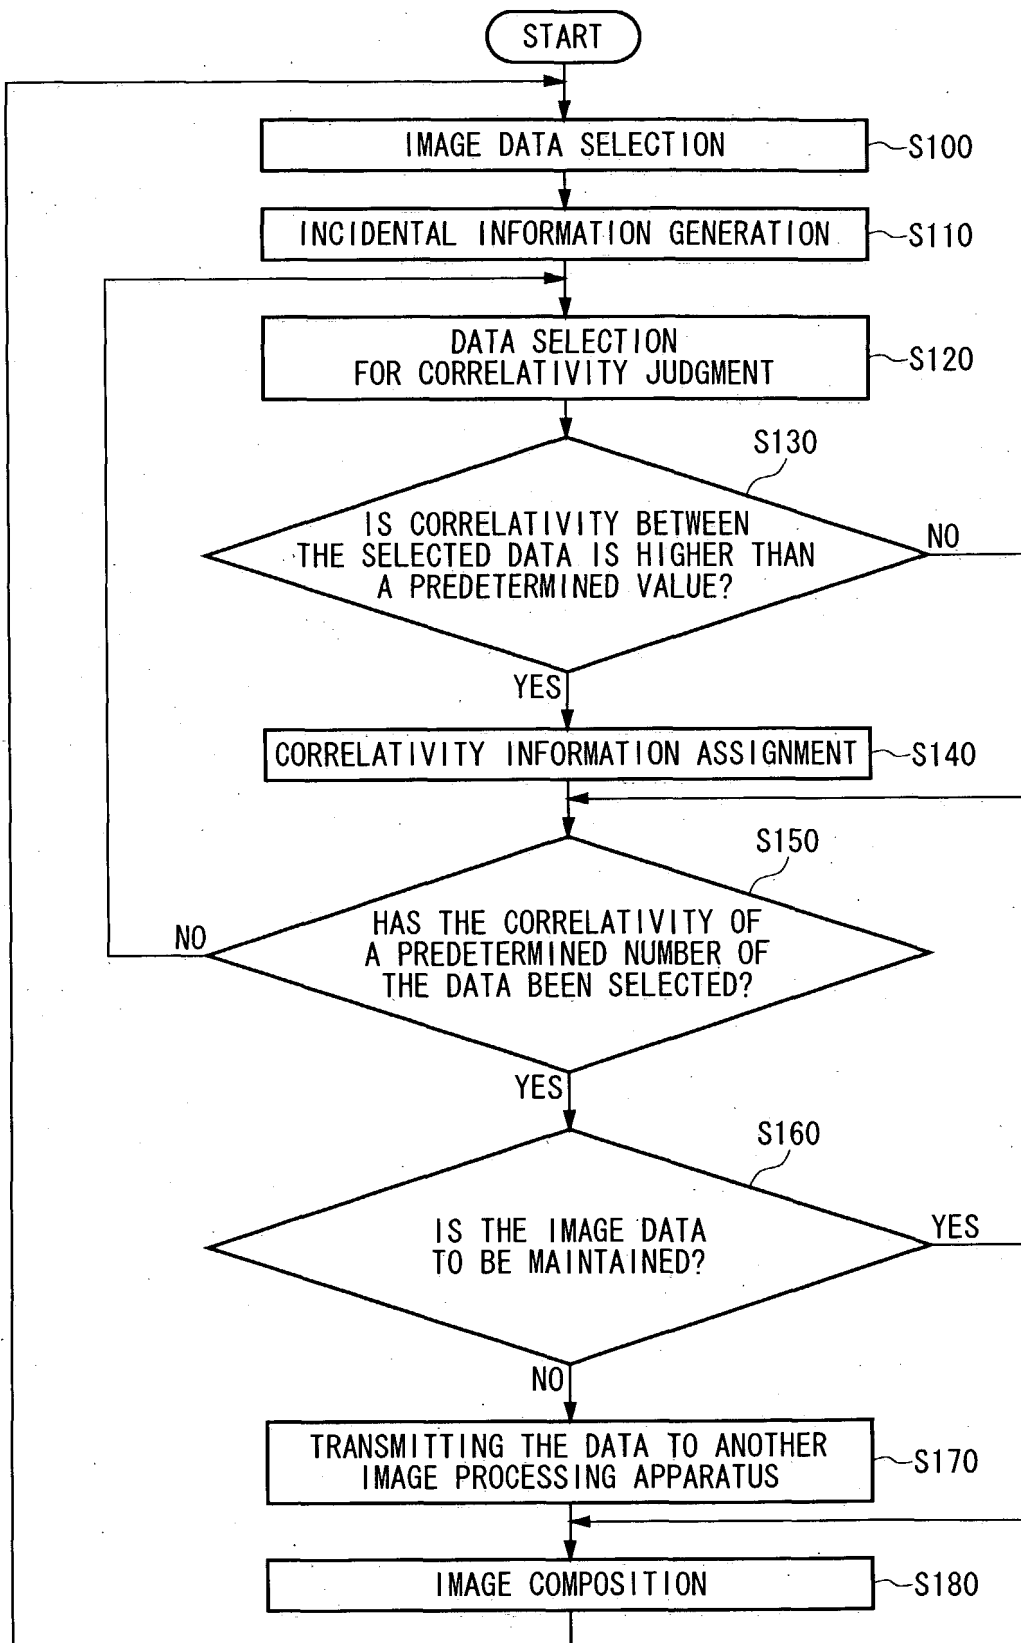 START
IMAGE DATA SELECTION
S100
INCIDENTAL INFORMATION GENERATION
S110
DATA SELECTION
FOR CORRELATIVITY JUDGMENT
S120
S130
IS CORRELATIVITY BETWEEN
THE SELECTED DATA IS HIGHER THAN
A PREDETERMINED VALUE?
NO
YES
CORRELATIVITY INFORMATION ASSIGNMENT
S140
S150
HAS THE CORRELATIVITY OF
A PREDETERMINED NUMBER OF
THE DATA BEEN SELECTED?
NO
YES
S160
IS THE IMAGE DATA
TO BE MAINTAINED?
YES
NO
TRANSMITTING THE DATA TO ANOTHER
IMAGE PROCESSING APPARATUS
S170
IMAGE COMPOSITION
S180